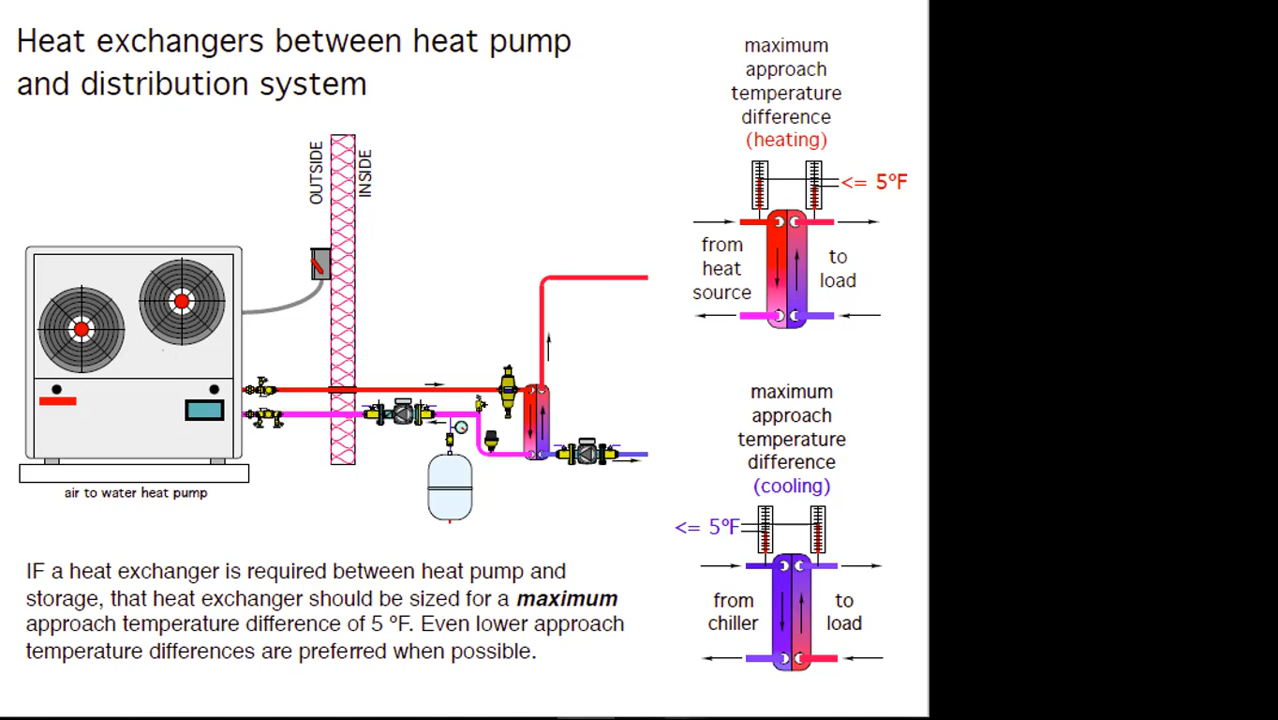 Heat exchangers between heat pump
and distribution system
OUTSIDE
INSIDE
air to water heat pump
IF a heat exchanger is required between heat pump and
storage, that heat exchanger should be sized for a maximum
approach temperature difference of 5 ºF. Even lower approach
temperature differences are preferred when possible.
maximum
approach
temperature
difference
(heating)
<= 5ºF
from
heat
source
to
load
maximum
approach
temperature
difference
(cooling)
<= 5ºF
from
chiller
to
load